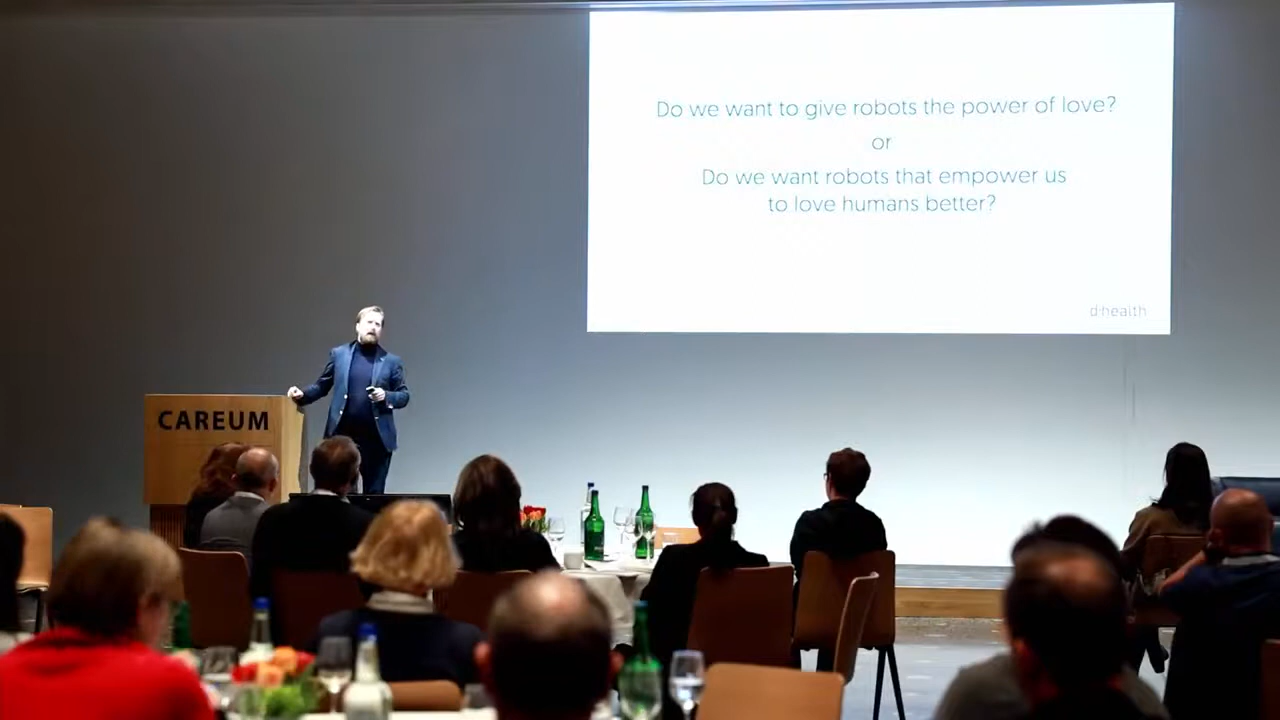 Do we want to give robots the power of love?
or
Do we want robots that empower us
to love humans better?
d·health
CAREUM